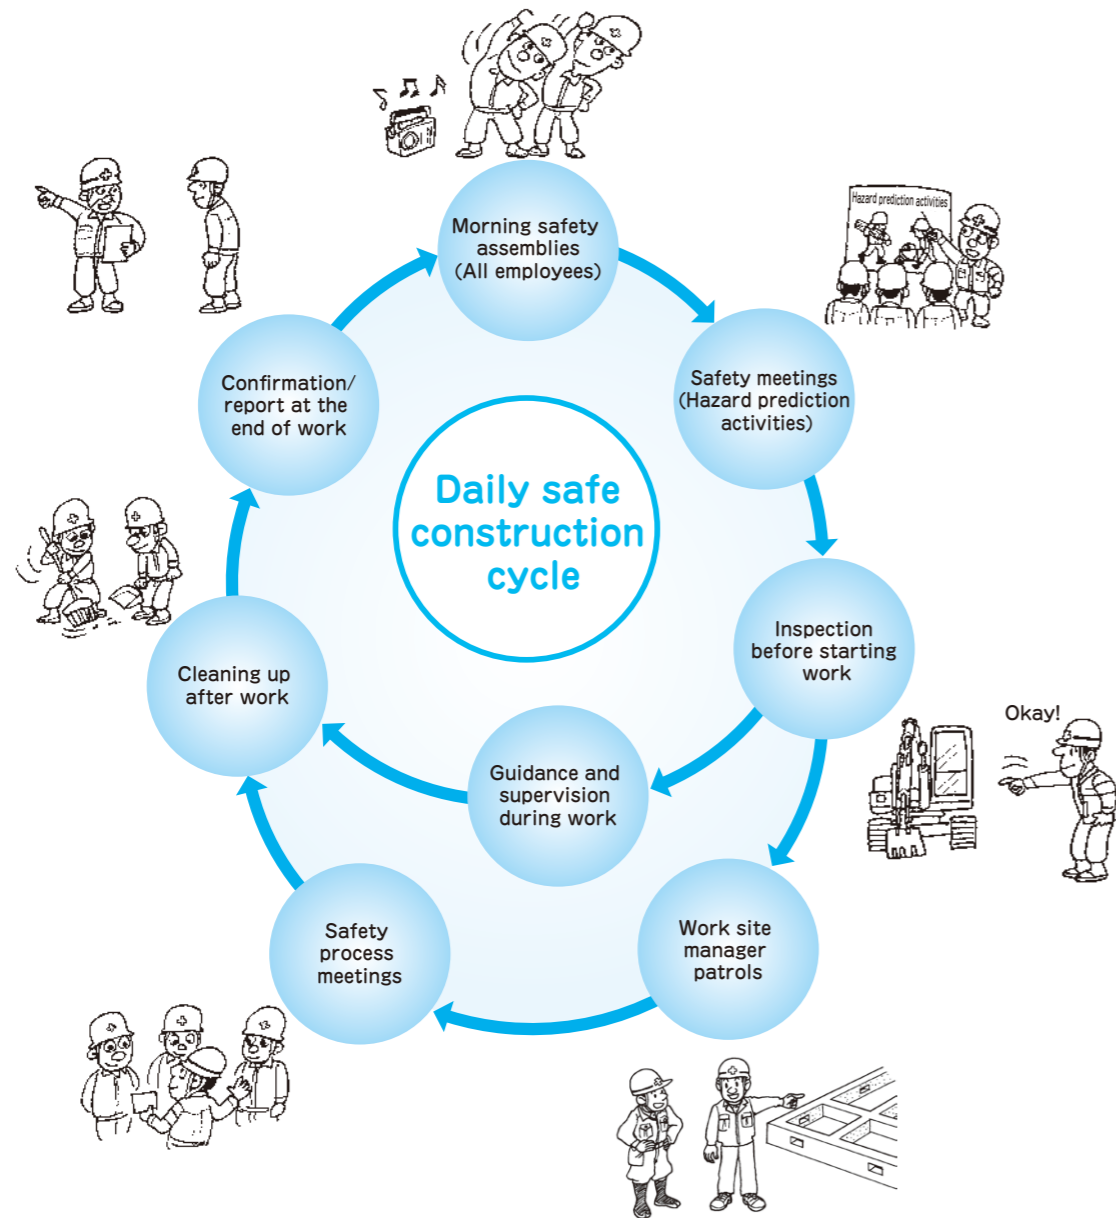 Morning safety
assemblies
(All employees)
Hazard prediction activities
Safety meetings
(Hazard prediction
activities)
Confirmation/
report at the
end of work
Daily safe
construction
cycle
Inspection
before starting
work
Okay!
Cleaning up
after work
Guidance and
supervision
during work
Work site
manager
patrols
Safety
process
meetings